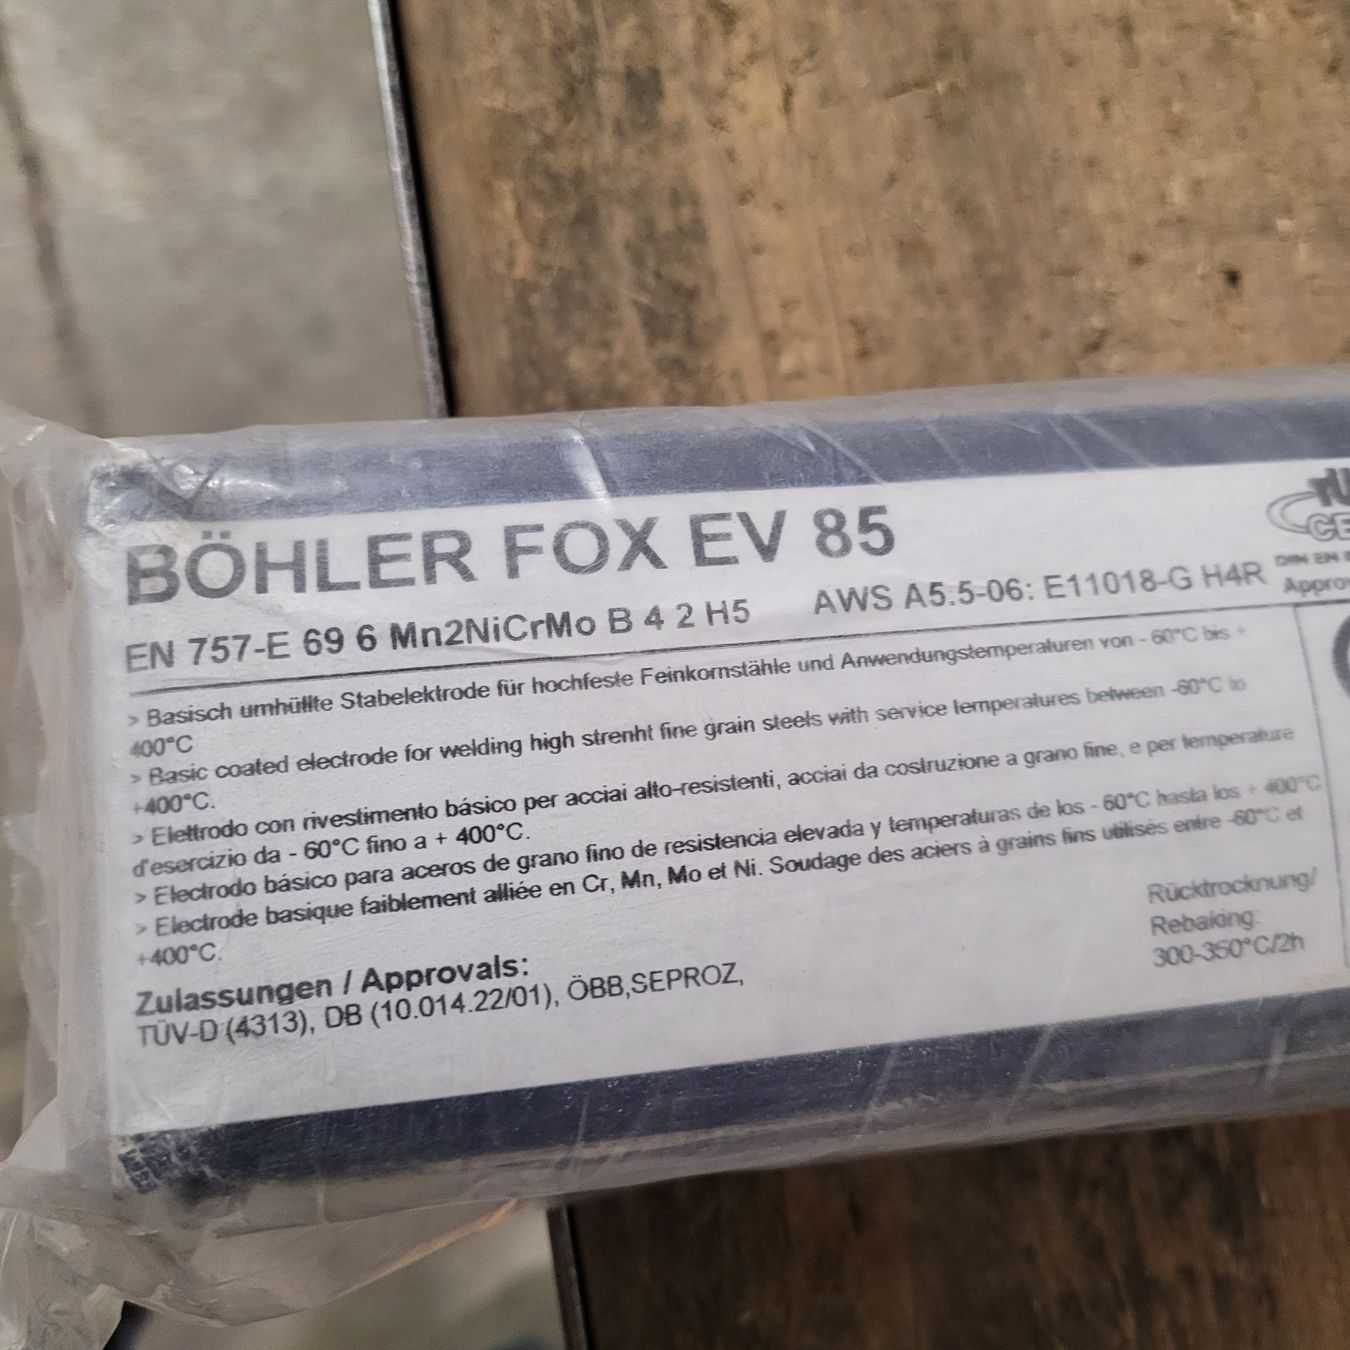 BÖHLER FOX EV 85
EN 757-E 69 6 Mn2NiCrMo B 4 2 H5 AWS A5.5-06: E11018-G H4R
> Basisch umhüllte Stabelektrode für hochfeste Feinkornstähle und Anwendungstemperaturen von - 60°C bis +
400°C
> Basic coated electrode for welding high strenht fine grain steels with service temperatures between -60°C to
+400°C.
> Elettrodo con rivestimento básico per acciai alto-resistenti, acciai da costruzione a grano fine, e per temperature
d'esercizio da - 60°C fino a + 400°C.
> Electrodo básico para aceros de grano fino de resistencia elevada y temperaturas de los - 60°C hasta los + 400°C
> Electrode basique faiblement alliée en Cr, Mn, Mo et Ni. Soudage des aciers à grains fins utilisés entre -60°C et
+400°C.
Zulassungen / Approvals:
TÜV-D (4313), DB (10.014.22/01), ÖBB,SEPROZ,
Rücktrocknung/
Rebaking:
300-350°C/2h
DIN EN